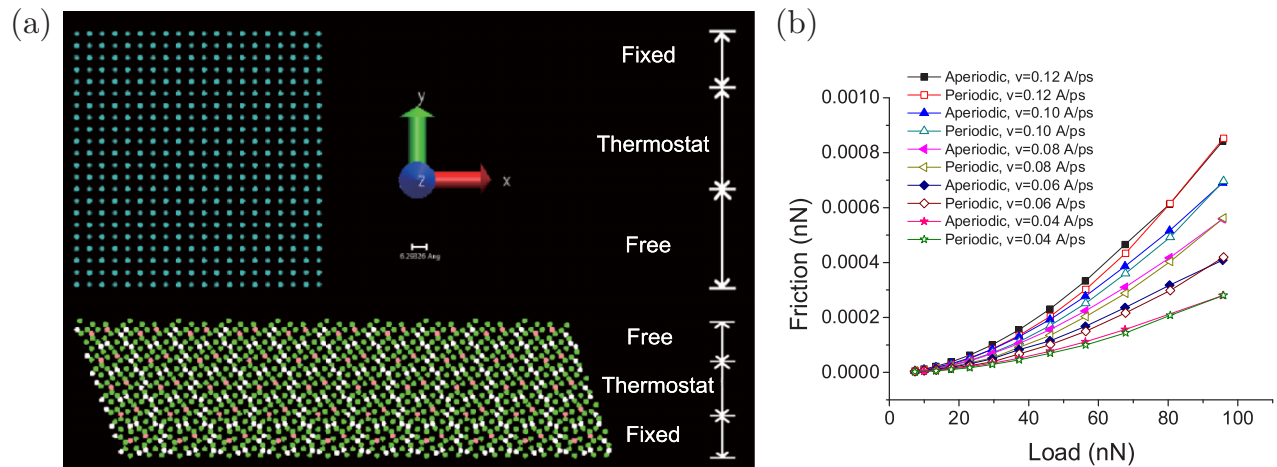 (a)
Fixed
Thermostat
Free
y
Z
x
Free
Thermostat
Fixed
(b)
Aperiodic, v=0.12 A/ps
Periodic, v=0.12 A/ps
Aperiodic, v=0.10 A/ps
Periodic, v=0.10 A/ps
Aperiodic, v=0.08 A/ps
Periodic, v=0.08 A/ps
Aperiodic, v=0.06 A/ps
Periodic, v=0.06 A/ps
Aperiodic, v=0.04 A/ps
Periodic, v=0.04 A/ps
0.0010
0.0008
0.0006
0.0004
0.0002
0.0000
Friction (nN)
0 20 40 60 80 100
Load (nN)